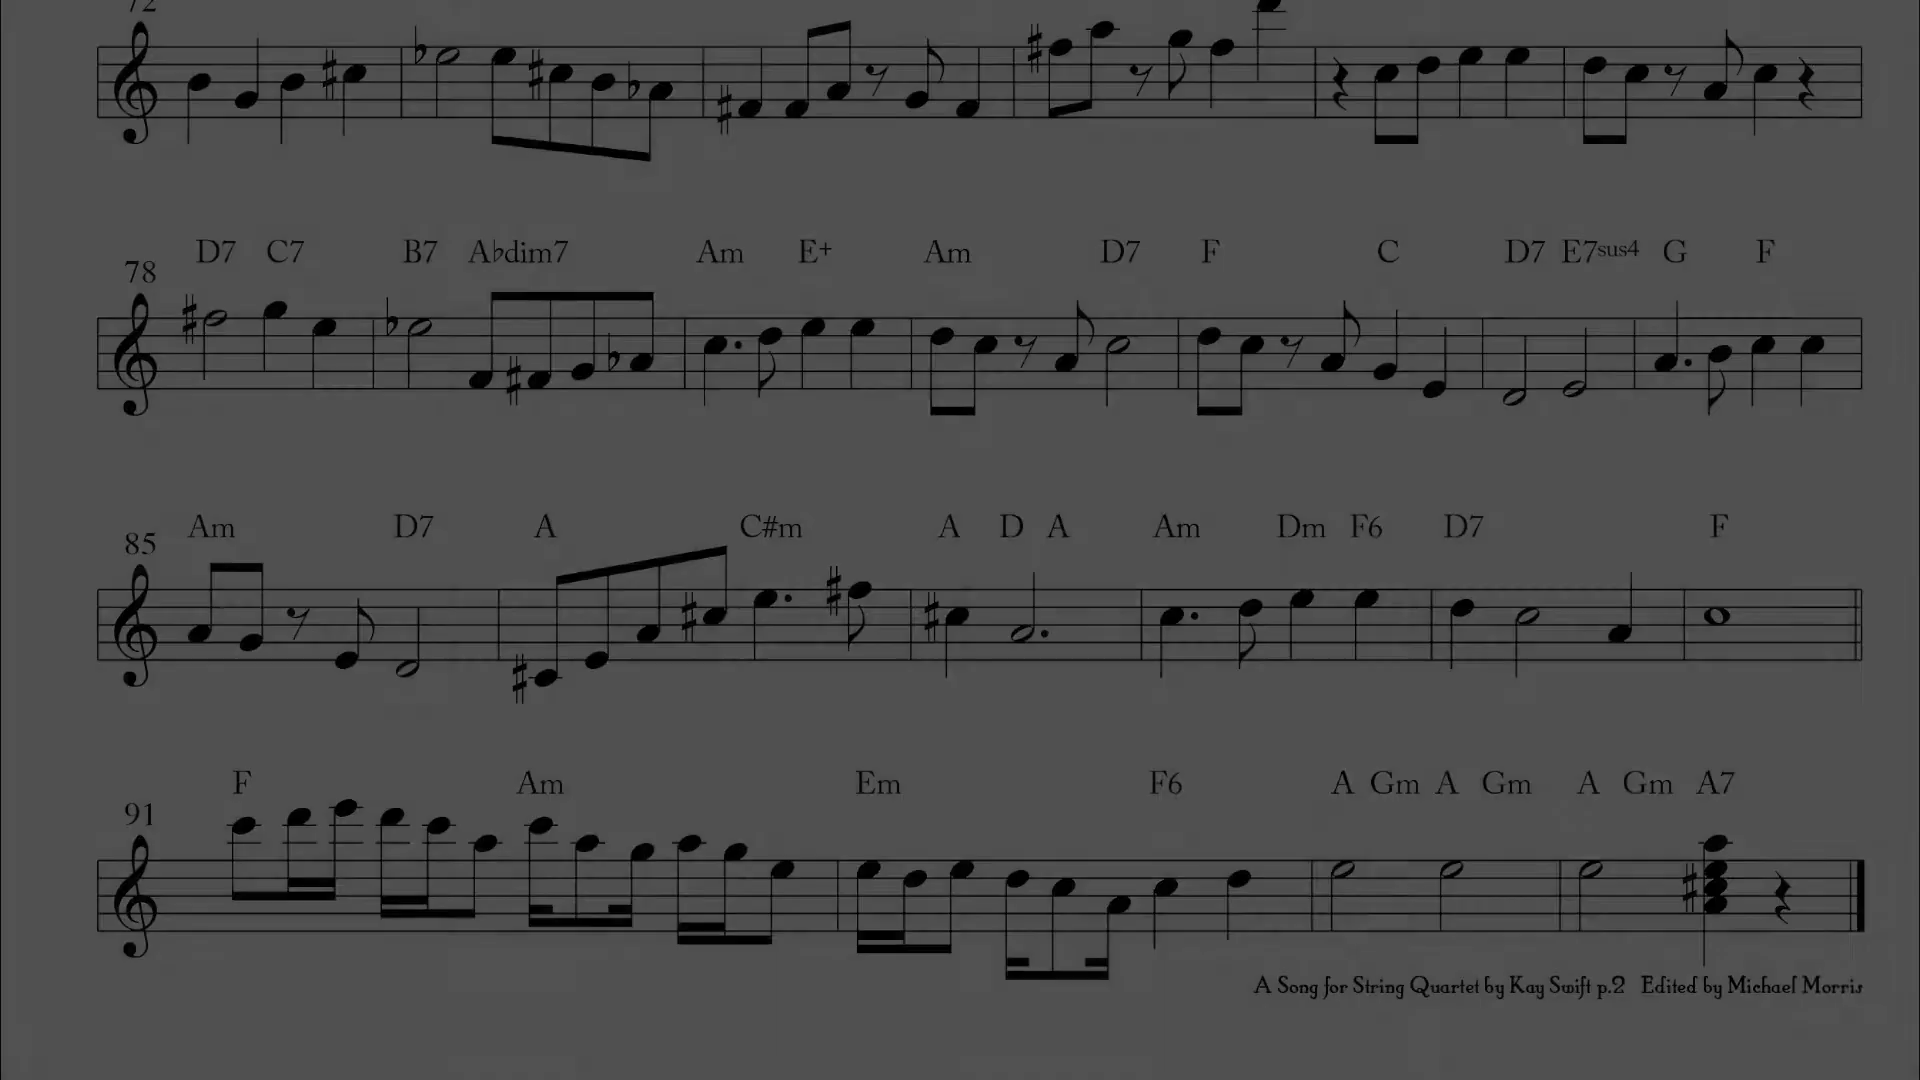 72
D7 C7 B7 A♭dim7 Am E+ Am D7 F C D7 E7sus4 G F
78
Am D7 A C#m A D A Am Dm F6 D7 F
85
F Am Em F6 A Gm A Gm A Gm A7
91
A Song for String Quartet by Kay Swift p.2 Edited by Michael Morris